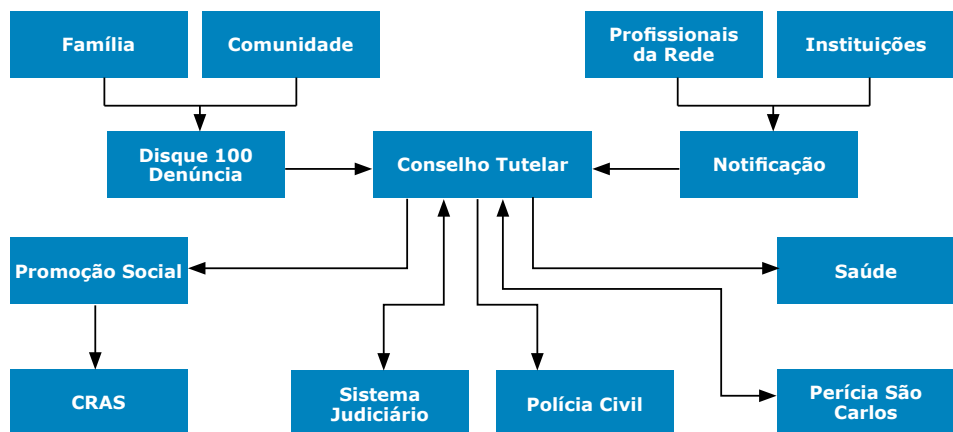 Família
Comunidade
Profissionais
da Rede
Instituições
Disque 100
Denúncia
Conselho Tutelar
Notificação
Promoção Social
Saúde
CRAS
Sistema
Judiciário
Polícia Civil
Perícia São
Carlos